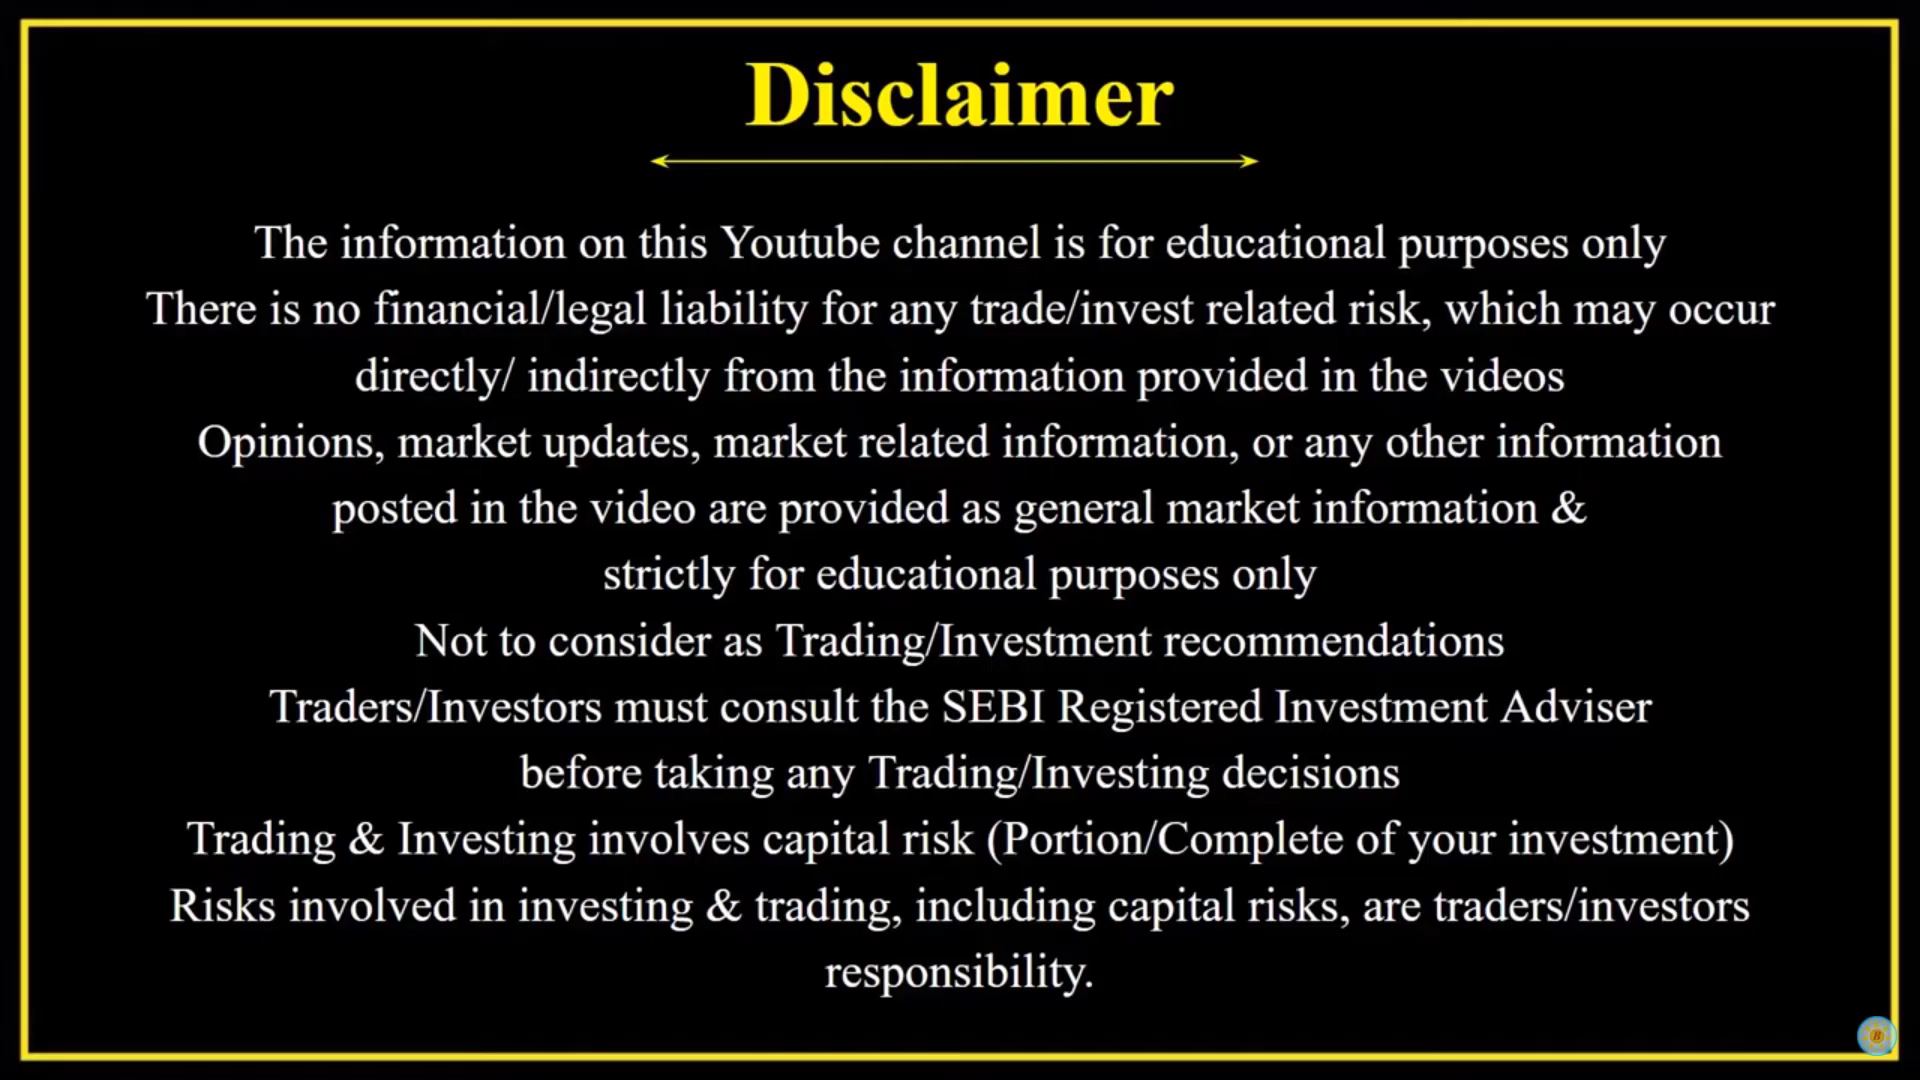 Disclaimer
The information on this Youtube channel is for educational purposes only
There is no financial/legal liability for any trade/invest related risk, which may occur
directly/ indirectly from the information provided in the videos
Opinions, market updates, market related information, or any other information
posted in the video are provided as general market information &
strictly for educational purposes only
Not to consider as Trading/Investment recommendations
Traders/Investors must consult the SEBI Registered Investment Adviser
before taking any Trading/Investing decisions
Trading & Investing involves capital risk (Portion/Complete of your investment)
Risks involved in investing & trading, including capital risks, are traders/investors
responsibility.